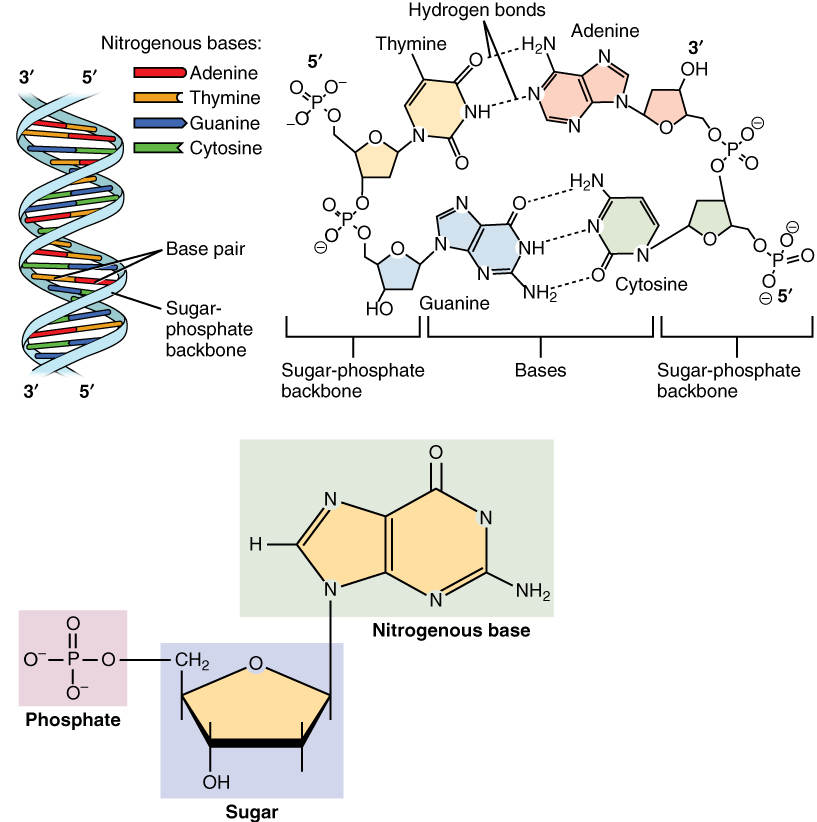 Nitrogenous bases:
Adenine
Thymine
Guanine
Cytosine
3′ 5′
Base pair
Sugar-
phosphate
backbone
3′ 5′
Hydrogen bonds
Thymine
Adenine
5′
3′
O
H₂N
N
OH
O
O⁻
P
⁻O
O
NH
N
N
N
N
O
O
N
O
O
O
⊖
P
O
O
O
O
P
O
⊖
O
O
N
N
O
NH
N
NH₂
Guanine
HO
H₂N
N
O
N
Cytosine
O
O
O
⊖
P
O
O
⊖
5′
Sugar-phosphate
backbone
Bases
Sugar-phosphate
backbone
O
N
N
H
N
N
NH₂
Nitrogenous base
O
O⁻ P O
O⁻
Phosphate
CH₂
O
OH
Sugar